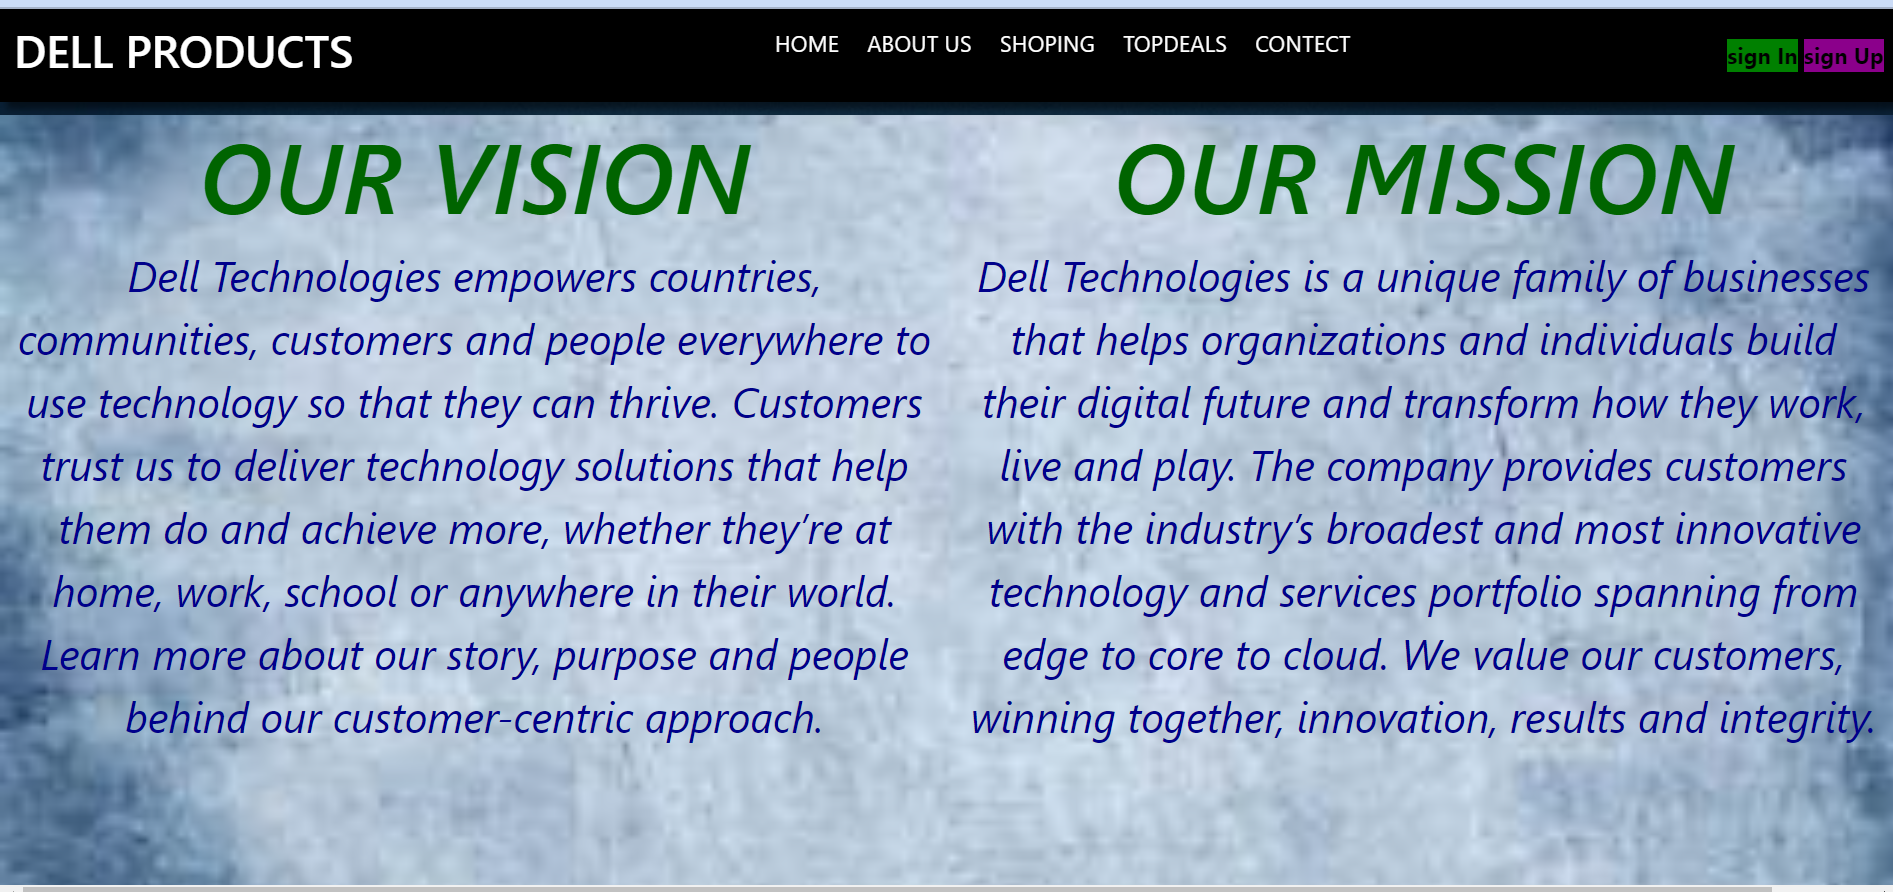 DELL PRODUCTS
HOME ABOUT US SHOPING TOPDEALS CONTECT
sign In sign Up
OUR VISION
Dell Technologies empowers countries,
communities, customers and people everywhere to
use technology so that they can thrive. Customers
trust us to deliver technology solutions that help
them do and achieve more, whether they’re at
home, work, school or anywhere in their world.
Learn more about our story, purpose and people
behind our customer-centric approach.
OUR MISSION
Dell Technologies is a unique family of businesses
that helps organizations and individuals build
their digital future and transform how they work,
live and play. The company provides customers
with the industry’s broadest and most innovative
technology and services portfolio spanning from
edge to core to cloud. We value our customers,
winning together, innovation, results and integrity.